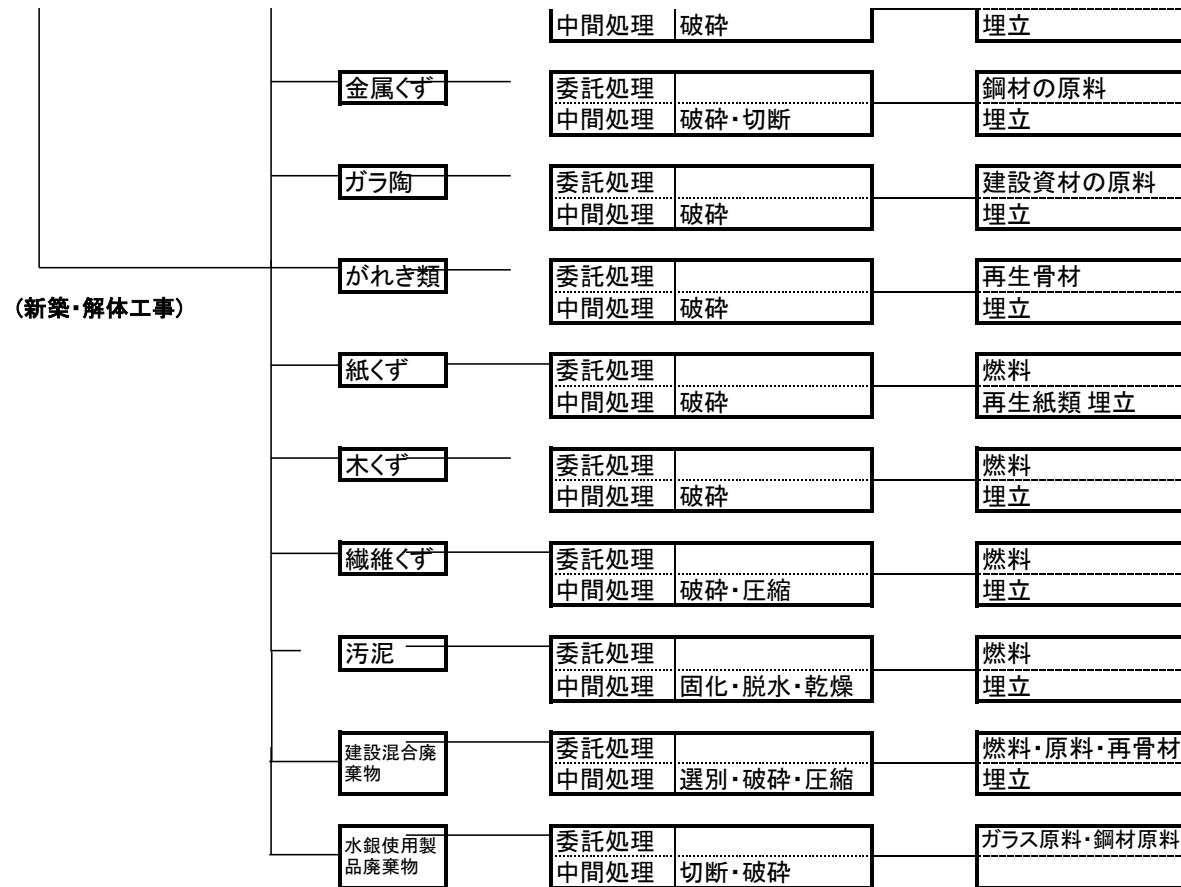 中間処理 破砕 埋立
金属くず 委託処理 鋼材の原料
中間処理 破砕・切断 埋立
ガラ陶 委託処理 建設資材の原料
中間処理 破砕 埋立
がれき類 委託処理 再生骨材
中間処理 破砕 埋立
(新築・解体工事)
紙くず 委託処理 燃料
中間処理 破砕 再生紙類 埋立
木くず 委託処理 燃料
中間処理 破砕 埋立
繊維くず 委託処理 燃料
中間処理 破砕・圧縮 埋立
汚泥 委託処理 燃料
中間処理 固化・脱水・乾燥 埋立
建設混合廃
棄物
委託処理 燃料・原料・再骨材
中間処理 選別・破砕・圧縮 埋立
水銀使用製
品廃棄物
委託処理 ガラス原料・鋼材原料
中間処理 切断・破砕